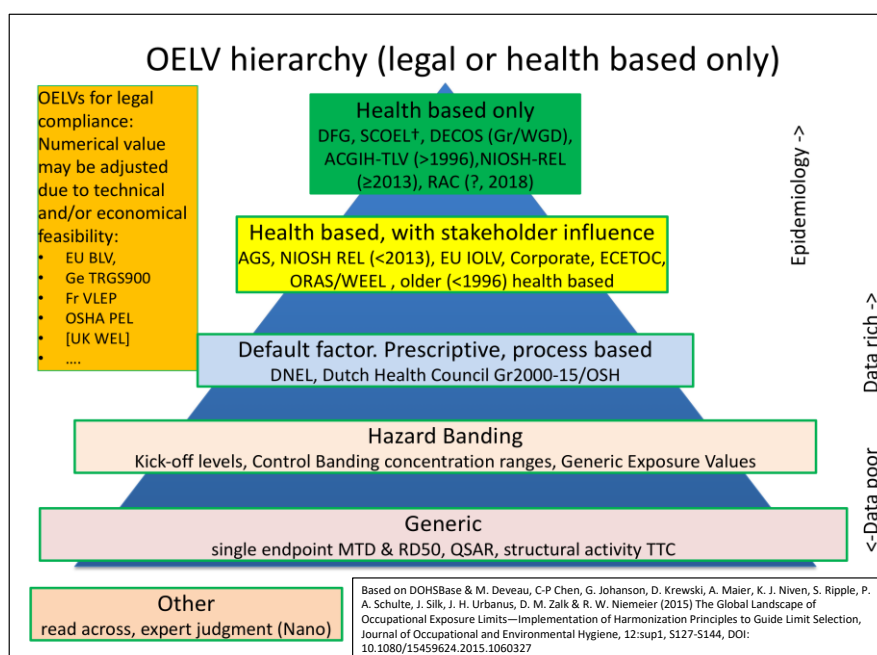 OELV hierarchy (legal or health based only)
OELVs for legal
compliance:
Numerical value
may be adjusted
due to technical
and/or economical
feasibility:
• EU BLV,
• Ge TRGS900
• Fr VLEP
• OSHA PEL
• [UK WEL]
• ....
Health based only
DFG, SCOEL†, DECOS (Gr/WGD),
ACGIH-TLV (>1996),NIOSH-REL
(≥2013), RAC (?, 2018)
Health based, with stakeholder influence
AGS, NIOSH REL (<2013), EU IOLV, Corporate, ECETOC,
ORAS/WEEL , older (<1996) health based
Default factor. Prescriptive, process based
DNEL, Dutch Health Council Gr2000-15/OSH
Hazard Banding
Kick-off levels, Control Banding concentration ranges, Generic Exposure Values
Generic
single endpoint MTD & RD50, QSAR, structural activity TTC
Epidemiology ->
Data rich ->
<-Data poor
Other
read across, expert judgment (Nano)
Based on DOHSBase & M. Deveau, C-P Chen, G. Johanson, D. Krewski, A. Maier, K. J. Niven, S. Ripple, P.
A. Schulte, J. Silk, J. H. Urbanus, D. M. Zalk & R. W. Niemeier (2015) The Global Landscape of
Occupational Exposure Limits—Implementation of Harmonization Principles to Guide Limit Selection,
Journal of Occupational and Environmental Hygiene, 12:sup1, S127-S144, DOI:
10.1080/15459624.2015.1060327